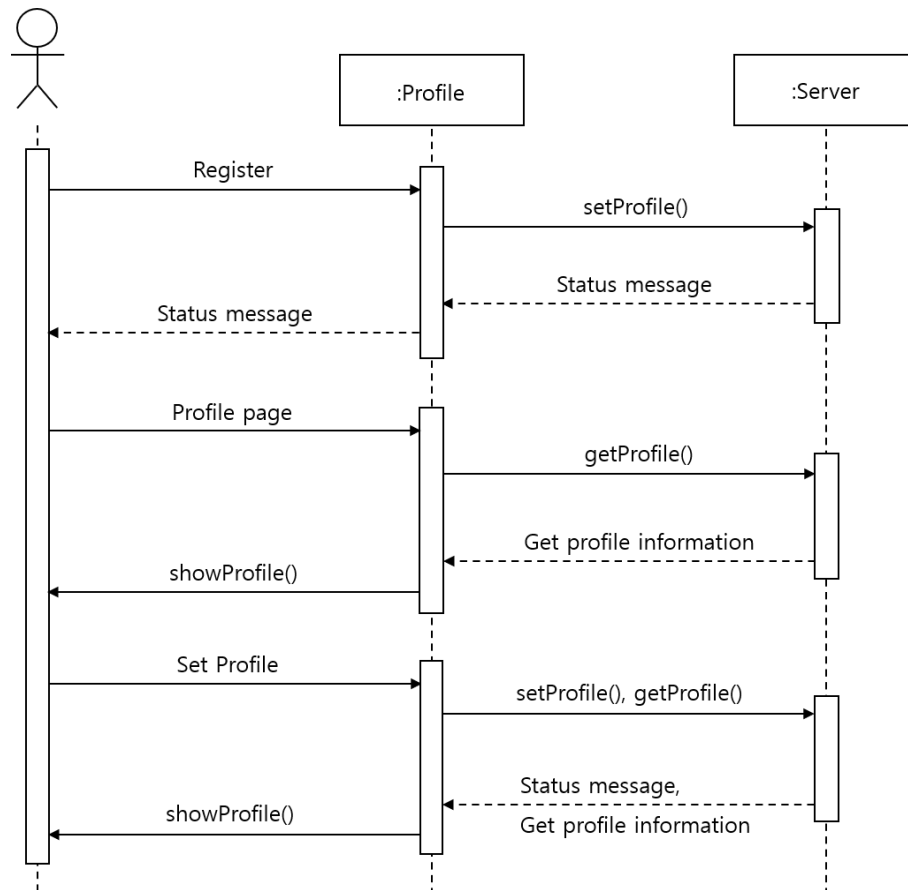 :Profile
:Server
Register
setProfile()
Status message
Status message
Profile page
getProfile()
Get profile information
showProfile()
Set Profile
setProfile(), getProfile()
Status message,
Get profile information
showProfile()